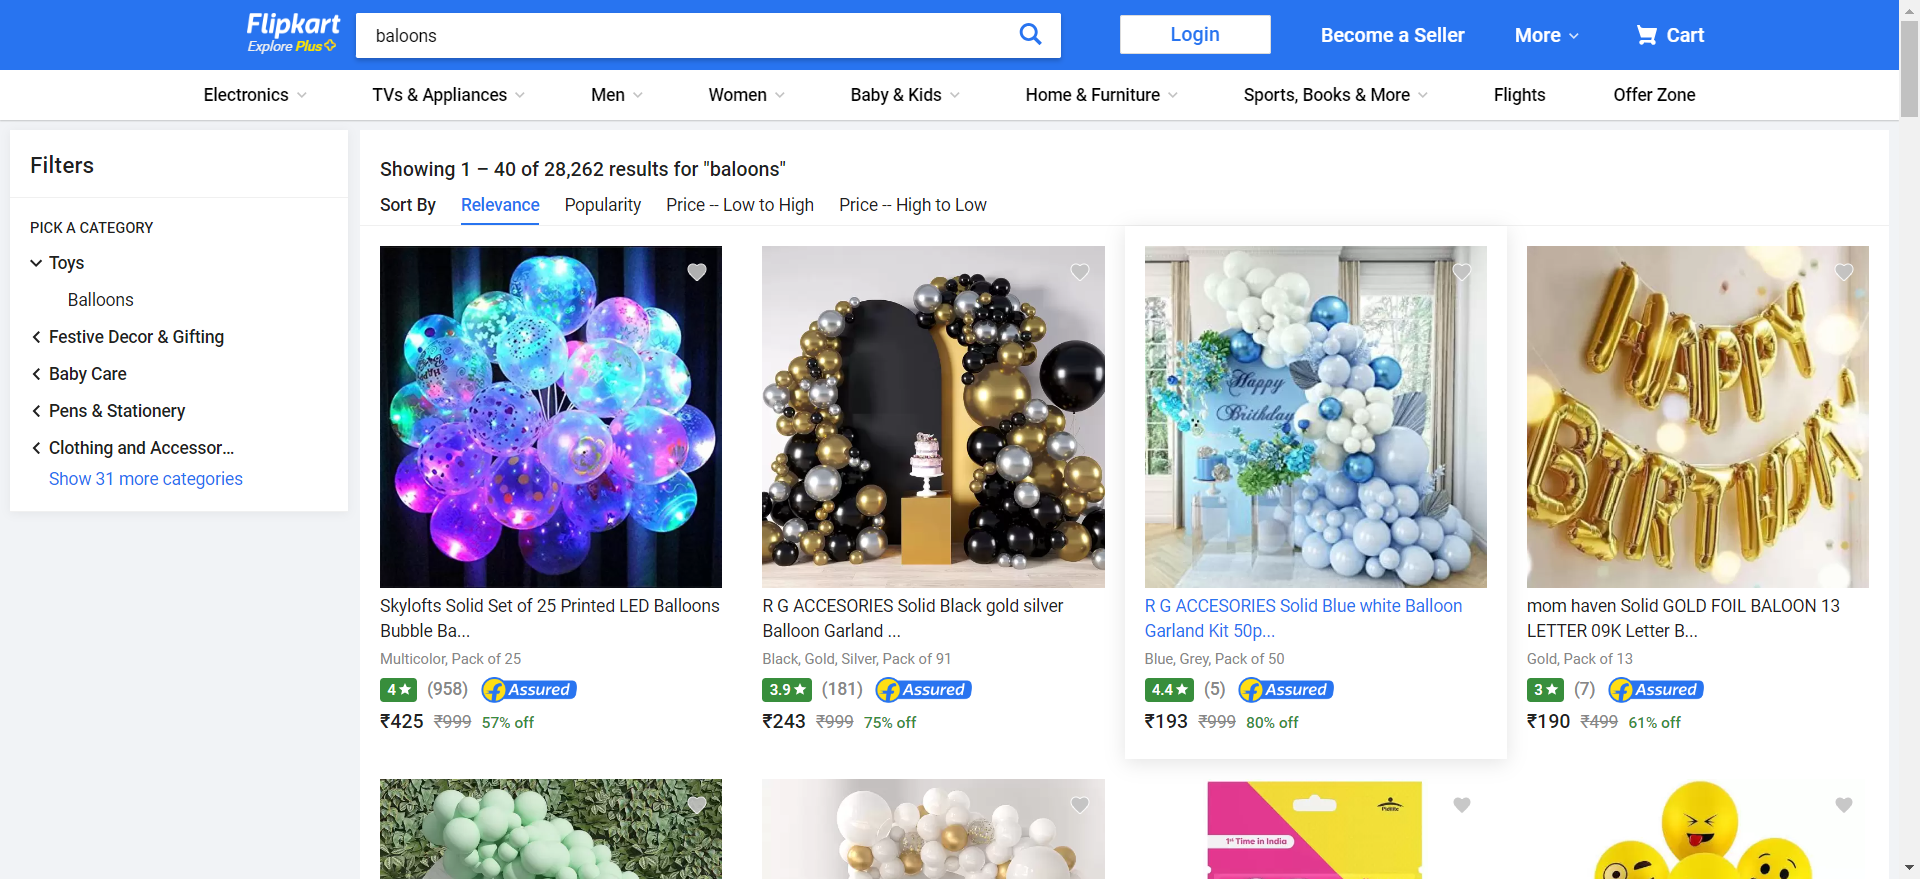 Flipkart
Explore Plus
baloons
Login
Become a Seller
More
Cart
Electronics
TVs & Appliances
Men
Women
Baby & Kids
Home & Furniture
Sports, Books & More
Flights
Offer Zone
Filters
PICK A CATEGORY
Toys
Balloons
Festive Decor & Gifting
Baby Care
Pens & Stationery
Clothing and Accessor...
Show 31 more categories
Showing 1 – 40 of 28,262 results for "baloons"
Sort By Relevance Popularity Price -- Low to High Price -- High to Low
Skylofts Solid Set of 25 Printed LED Balloons
Bubble Ba...
Multicolor, Pack of 25
4 (958) Assured
₹425 ₹999 57% off
R G ACCESORIES Solid Black gold silver
Balloon Garland ...
Black, Gold, Silver, Pack of 91
3.9 (181) Assured
₹243 ₹999 75% off
Happy
Brithday
R G ACCESORIES Solid Blue white Balloon
Garland Kit 50p...
Blue, Grey, Pack of 50
4.4 (5) Assured
₹193 ₹999 80% off
HAPPY
BIRTHDAY
mom haven Solid GOLD FOIL BALOON 13
LETTER 09K Letter B...
Gold, Pack of 13
3 (7) Assured
₹190 ₹499 61% off
Pidilite
1st Time in India